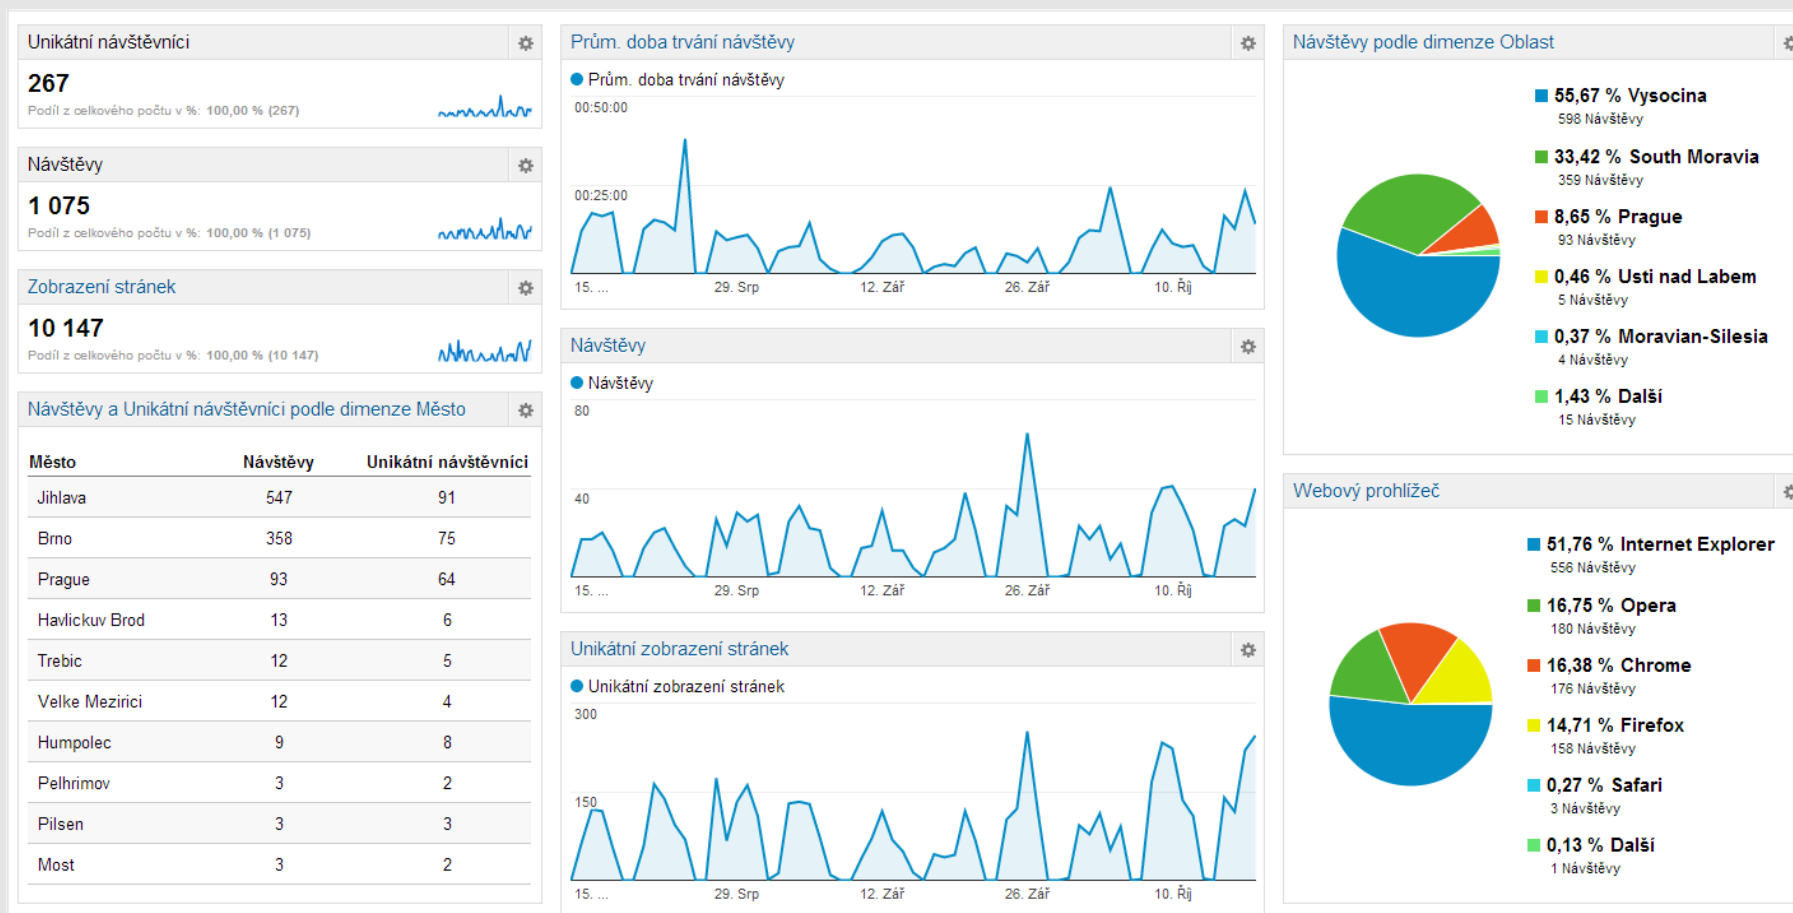 Unikátní návštěvníci
267
Podíl z celkového počtu v %: 100,00 % (267)
Návštěvy
1 075
Podíl z celkového počtu v %: 100,00 % (1 075)
Zobrazení stránek
10 147
Podíl z celkového počtu v %: 100,00 % (10 147)
Návštěvy a Unikátní návštěvníci podle dimenze Město
Město Návštěvy Unikátní návštěvníci
Jihlava 547 91
Brno 358 75
Prague 93 64
Havlickuv Brod 13 6
Trebic 12 5
Velke Mezirici 12 4
Humpolec 9 8
Pelhrimov 3 2
Pilsen 3 3
Most 3 2
Prům. doba trvání návštěvy
Prům. doba trvání návštěvy
00:50:00
00:25:00
15. ... 29. Srp 12. Zář 26. Zář 10. Říj
Návštěvy
Návštěvy
80
40
15. ... 29. Srp 12. Zář 26. Zář 10. Říj
Unikátní zobrazení stránek
Unikátní zobrazení stránek
300
150
15. ... 29. Srp 12. Zář 26. Zář 10. Říj
Návštěvy podle dimenze Oblast
55,67 % Vysocina
598 Návštěvy
33,42 % South Moravia
359 Návštěvy
8,65 % Prague
93 Návštěvy
0,46 % Usti nad Labem
5 Návštěvy
0,37 % Moravian-Silesia
4 Návštěvy
1,43 % Další
15 Návštěvy
Webový prohlížeč
51,76 % Internet Explorer
556 Návštěvy
16,75 % Opera
180 Návštěvy
16,38 % Chrome
176 Návštěvy
14,71 % Firefox
158 Návštěvy
0,27 % Safari
3 Návštěvy
0,13 % Další
1 Návštěvy